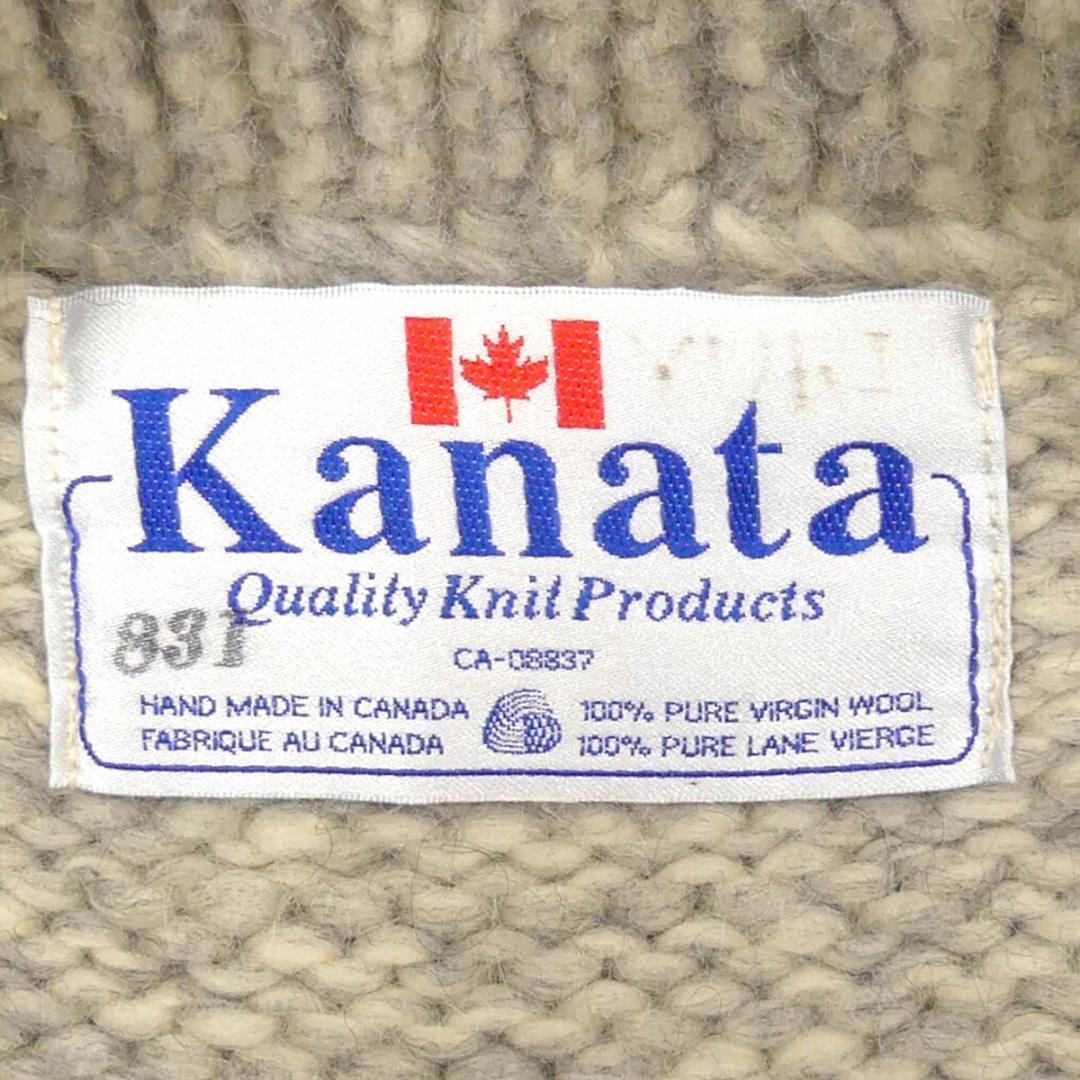 Kanata
Quality Knit Products
831
CA-08837
HAND MADE IN CANADA
FABRIQUE AU CANADA
100% PURE VIRGIN WOOL
100% PURE LANE VIERGE